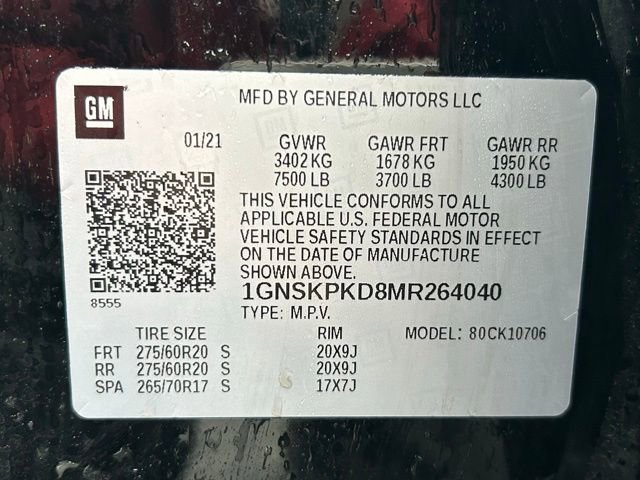 GM
MFD BY GENERAL MOTORS LLC
01/21 GVWR GAWR FRT GAWR RR
3402 KG 1678 KG 1950 KG
7500 LB 3700 LB 4300 LB
THIS VEHICLE CONFORMS TO ALL
APPLICABLE U.S. FEDERAL MOTOR
VEHICLE SAFETY STANDARDS IN EFFECT
ON THE DATE OF MANUFACTURE
SHOWN ABOVE.
8555
1GNSKPKD8MR264040
TYPE: M.P.V.
TIRE SIZE RIM MODEL: 80CK10706
FRT 275/60R20 S 20X9J
RR 275/60R20 S 20X9J
SPA 265/70R17 S 17X7J